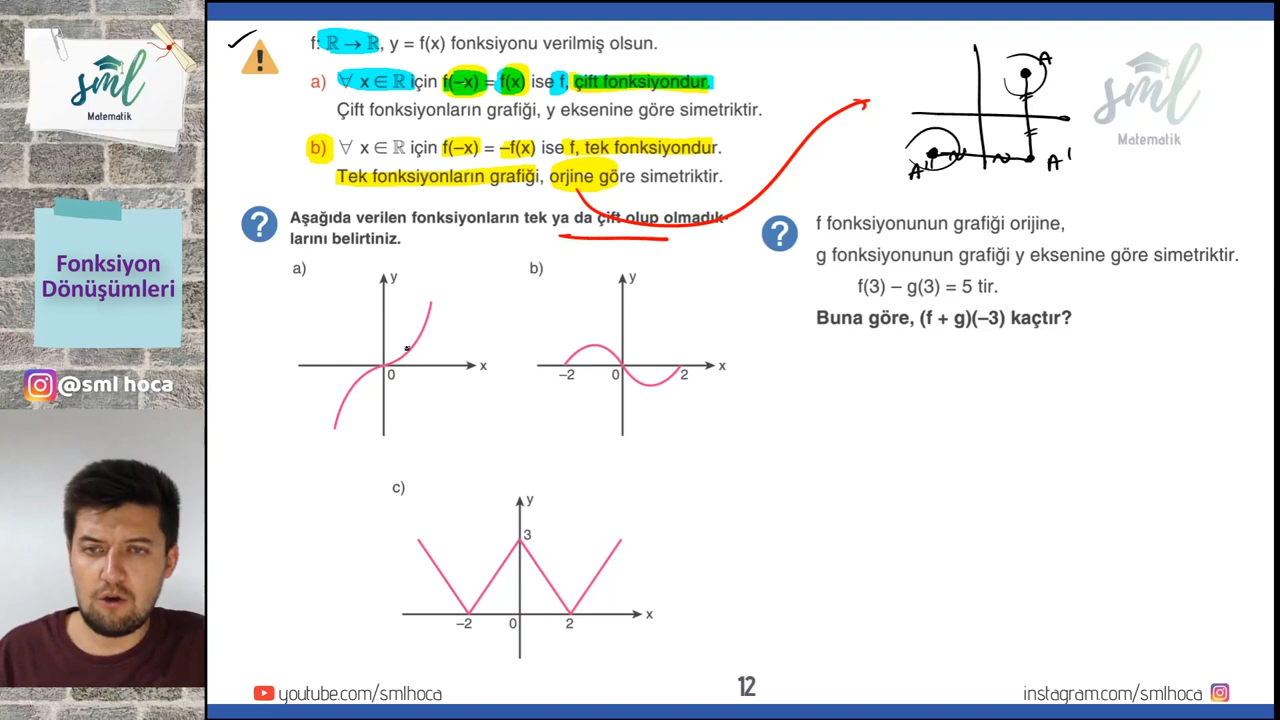 sml
Matematik
Fonksiyon
Dönüşümleri
@sml hoca
f: ℝ → ℝ, y = f(x) fonksiyonu verilmiş olsun.
a) ∀ x ∈ ℝ için f(–x) = f(x) ise f, çift fonksiyondur.
Çift fonksiyonların grafiği, y eksenine göre simetriktir.
b) ∀ x ∈ ℝ için f(–x) = –f(x) ise f, tek fonksiyondur.
Tek fonksiyonların grafiği, orjine göre simetriktir.
A
A'
A''
sml
Matematik
? Aşağıda verilen fonksiyonların tek ya da çift olup olmadık-
larını belirtiniz.
a)
y
x
0
b)
y
x
–2 0 2
c)
y
3
x
–2 0 2
? f fonksiyonunun grafiği orijine,
g fonksiyonunun grafiği y eksenine göre simetriktir.
f(3) – g(3) = 5 tir.
Buna göre, (f + g)(–3) kaçtır?
youtube.com/smlhoca
12
instagram.com/smlhoca